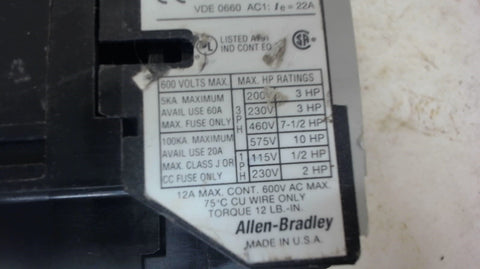 VDE 0660 AC1: Ie = 22A
UL LISTED
IND CONT EQ
600 VOLTS MAX. MAX. HP RATINGS
5KA MAXIMUM 200V 3 HP
AVAIL USE 60A 3 PH 230V 3 HP
MAX. FUSE ONLY 460V 7-1/2 HP
100KA MAXIMUM 575V 10 HP
AVAIL USE 20A 1 PH 115V 1/2 HP
MAX. CLASS J OR
CC FUSE ONLY 230V 2 HP
12A MAX. CONT. 600V AC MAX.
75°C CU WIRE ONLY
TORQUE 12 LB.-IN.
Allen-Bradley
MADE IN U.S.A.